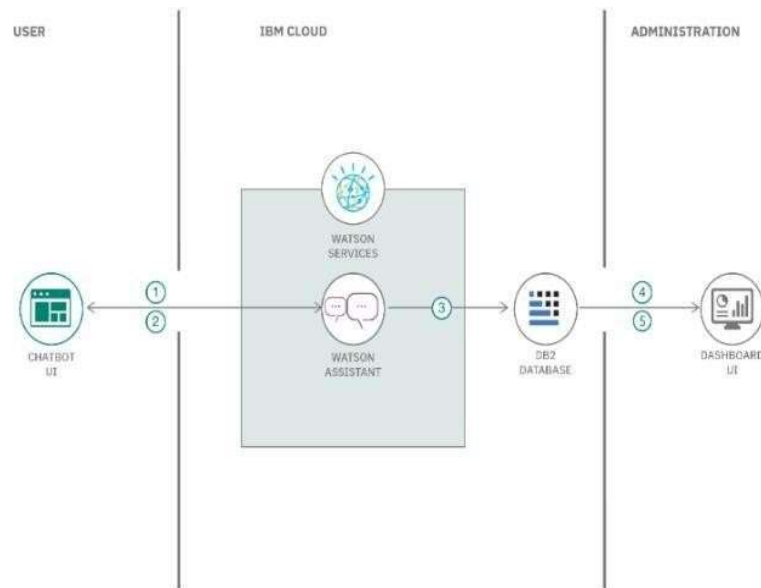 USER
IBM CLOUD
ADMINISTRATION
WATSON
SERVICES
1
2
3
4
5
CHATBOT
UI
WATSON
ASSISTANT
DB2
DATABASE
DASHBOARD
UI